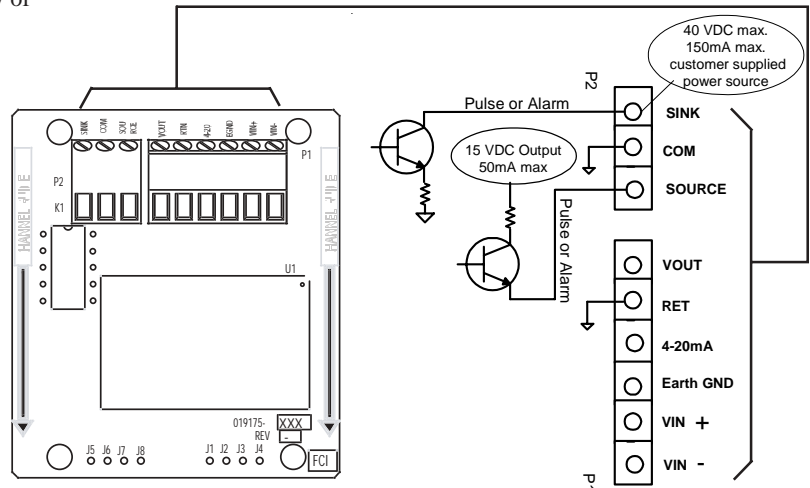 40 VDC max.
150mA max.
customer supplied
power source
P2
Pulse or Alarm
SINK
COM
SOURCE
15 VDC Output
50mA max
Pulse or Alarm
VOUT
RET
4-20mA
Earth GND
VIN +
VIN -
SINK
COM
SOU
RCE
VOUT
RTN
4-20
EGND
VIN+
VIN-
P1
P2
K1
U1
019175- XXX
REV -
J5 J6 J7 J8
J1 J2 J3 J4
FCI